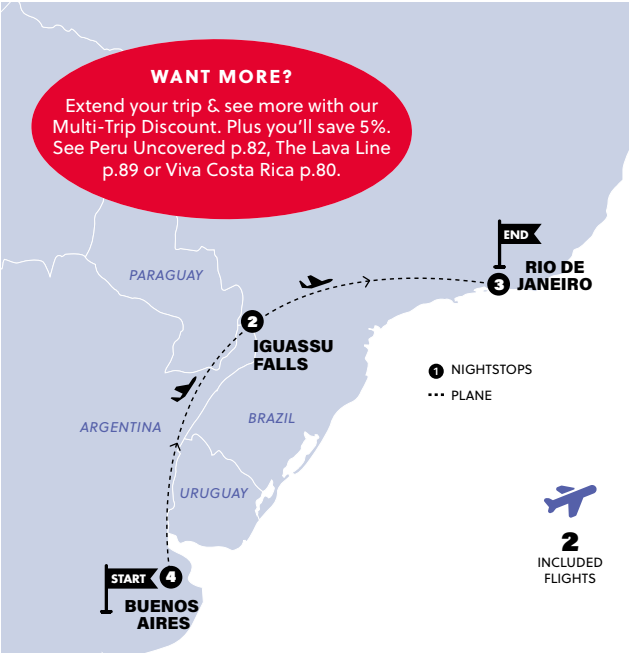 WANT MORE?
Extend your trip & see more with our
Multi-Trip Discount. Plus you’ll save 5%.
See Peru Uncovered p.82, The Lava Line
p.89 or Viva Costa Rica p.80.
END
PARAGUAY
3
RIO DE
JANEIRO
2
IGUASSU
FALLS
1 NIGHTSTOPS
PLANE
ARGENTINA
BRAZIL
URUGUAY
2
INCLUDED
FLIGHTS
START
4
BUENOS
AIRES